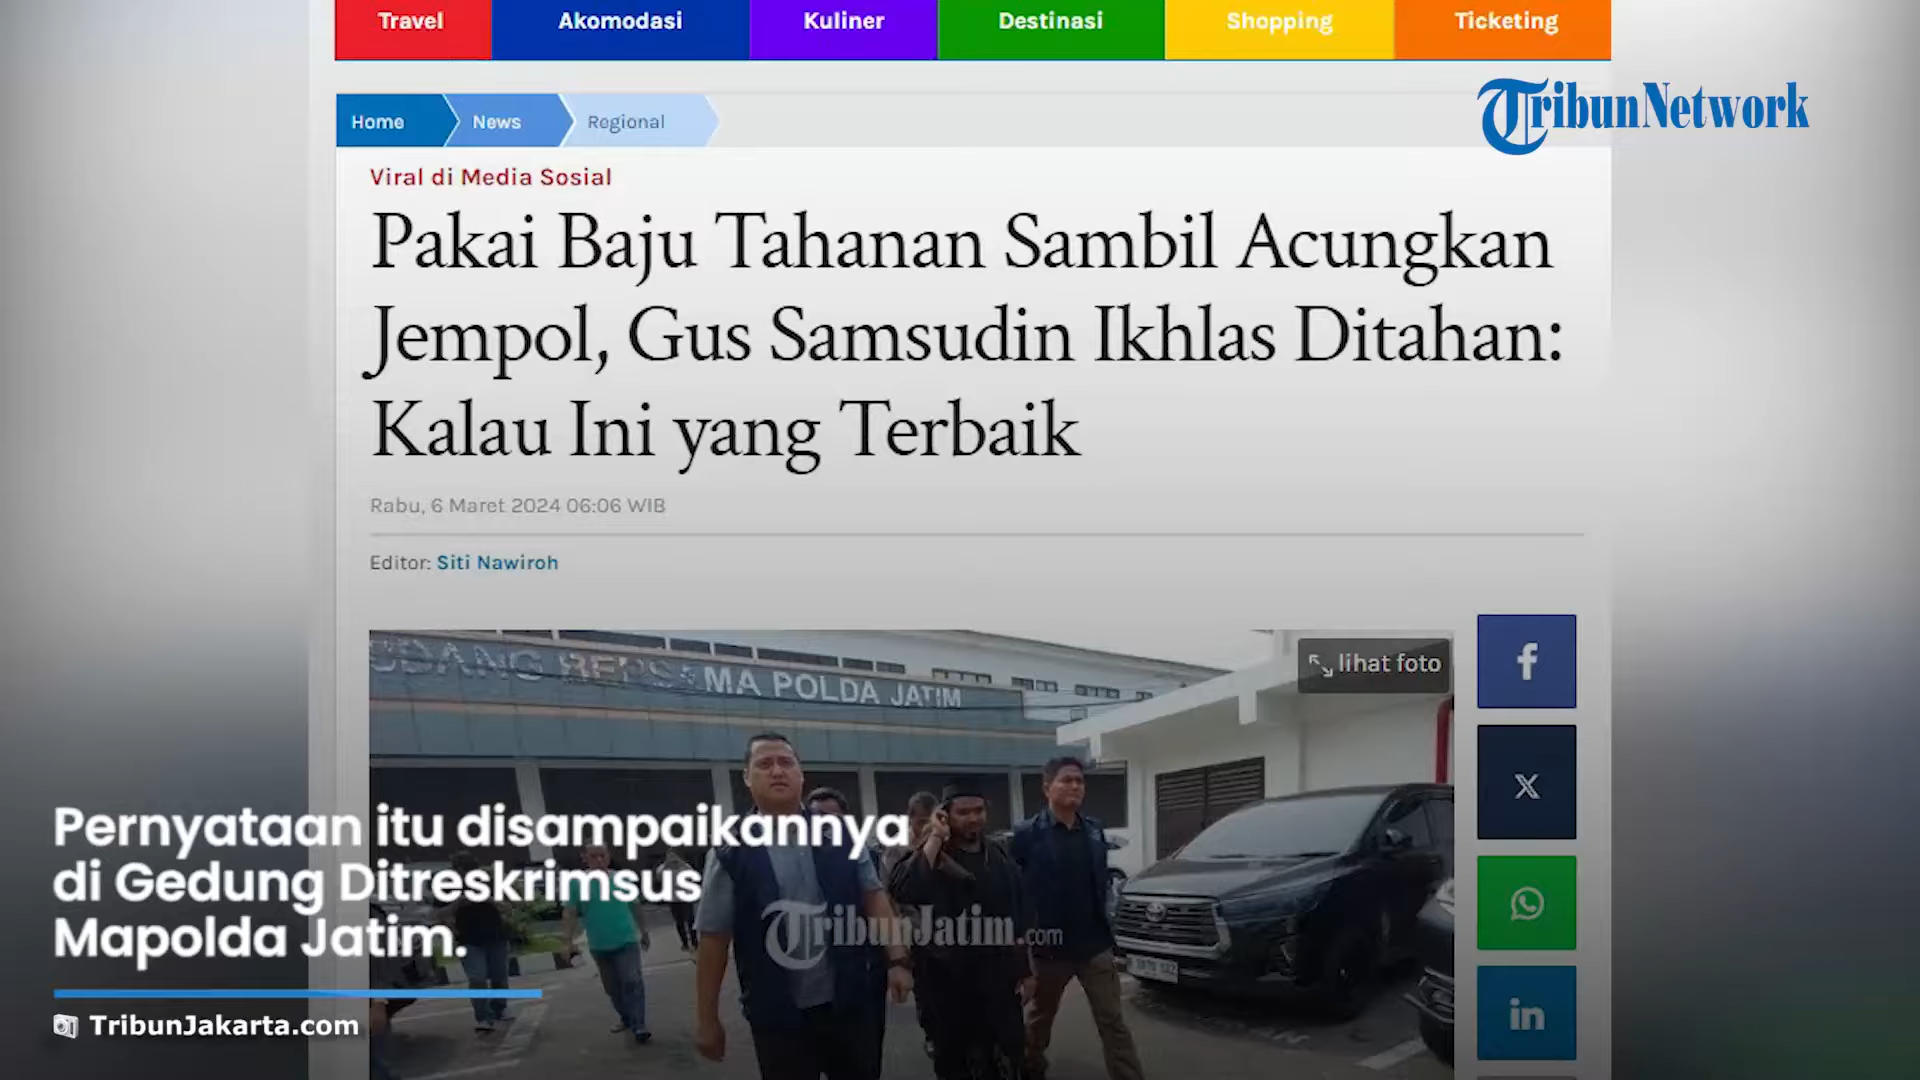 Travel Akomodasi Kuliner Destinasi Shopping Ticketing
TribunNetwork
Home News Regional
Viral di Media Sosial
Pakai Baju Tahanan Sambil Acungkan
Jempol, Gus Samsudin Ikhlas Ditahan:
Kalau Ini yang Terbaik
Rabu, 6 Maret 2024 06:06 WIB
Editor: Siti Nawiroh
lihat foto
MA POLDA JATIM
Pernyataan itu disampaikannya
di Gedung Ditreskrimsus
Mapolda Jatim.
TribunJatim.com
TribunJakarta.com